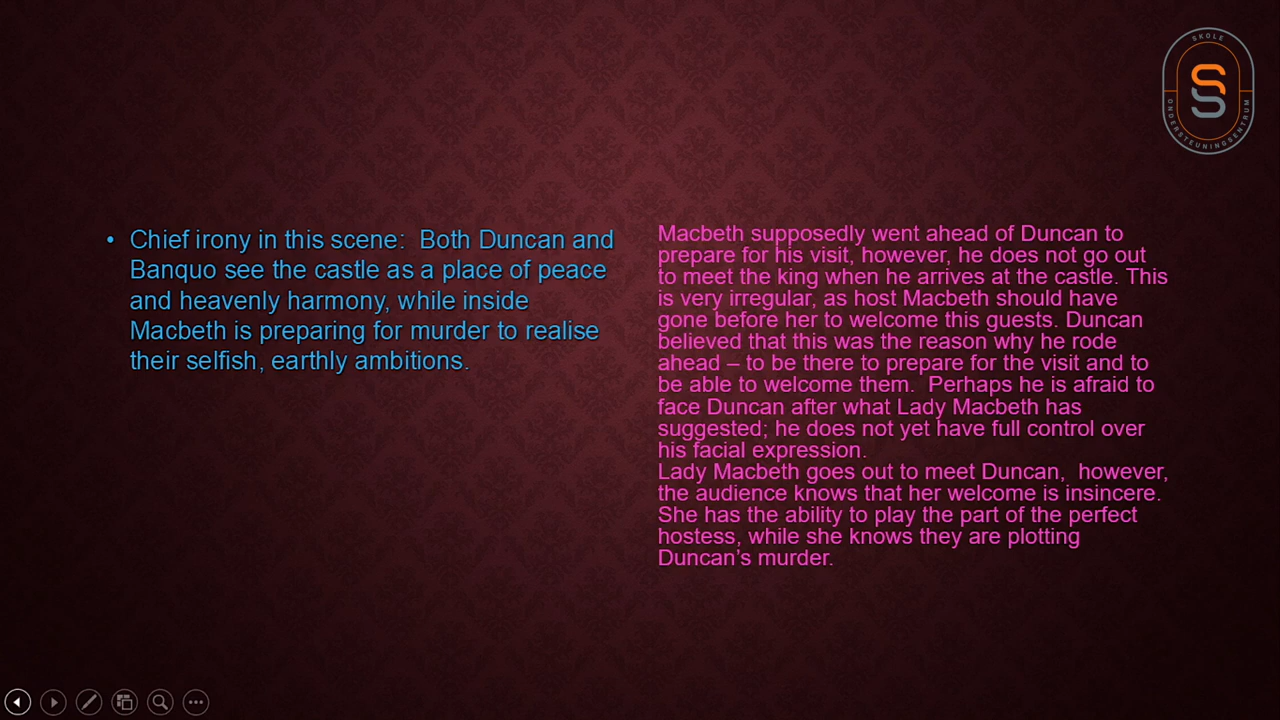 SKOLE
ONDERSTEUNINGSENTRUM
• Chief irony in this scene:  Both Duncan and
Banquo see the castle as a place of peace
and heavenly harmony, while inside
Macbeth is preparing for murder to realise
their selfish, earthly ambitions.
Macbeth supposedly went ahead of Duncan to
prepare for his visit, however, he does not go out
to meet the king when he arrives at the castle. This
is very irregular, as host Macbeth should have
gone before her to welcome this guests. Duncan
believed that this was the reason why he rode
ahead – to be there to prepare for the visit and to
be able to welcome them.  Perhaps he is afraid to
face Duncan after what Lady Macbeth has
suggested; he does not yet have full control over
his facial expression.
Lady Macbeth goes out to meet Duncan,  however,
the audience knows that her welcome is insincere.
She has the ability to play the part of the perfect
hostess, while she knows they are plotting
Duncan’s murder.